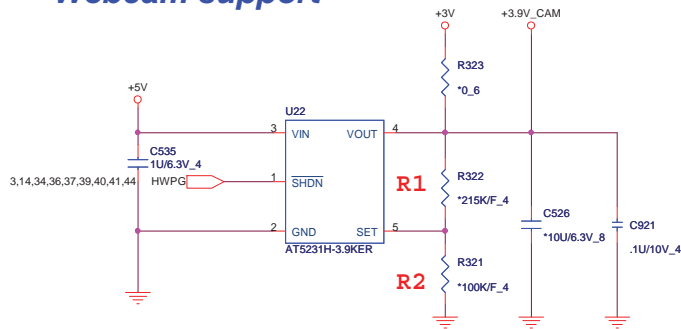 Webcam support
+3V
+3.9V_CAM
R323
*0_6
+5V
U22
3
VIN
VOUT
4
C535
1U/6.3V_4
3,14,34,36,37,39,40,41,44
HWPG
1
SHDN
R1
R322
*215K/F_4
2
GND
SET
5
AT5231H-3.9KER
C526
*10U/6.3V_8
C921
.1U/10V_4
R2
R321
*100K/F_4